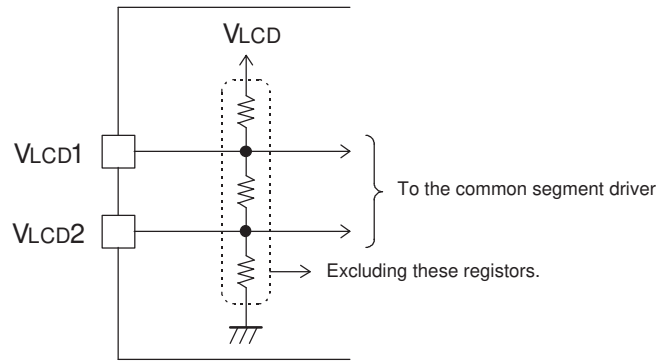 VLCD
VLCD1
To the common segment driver
VLCD2
Excluding these registors.